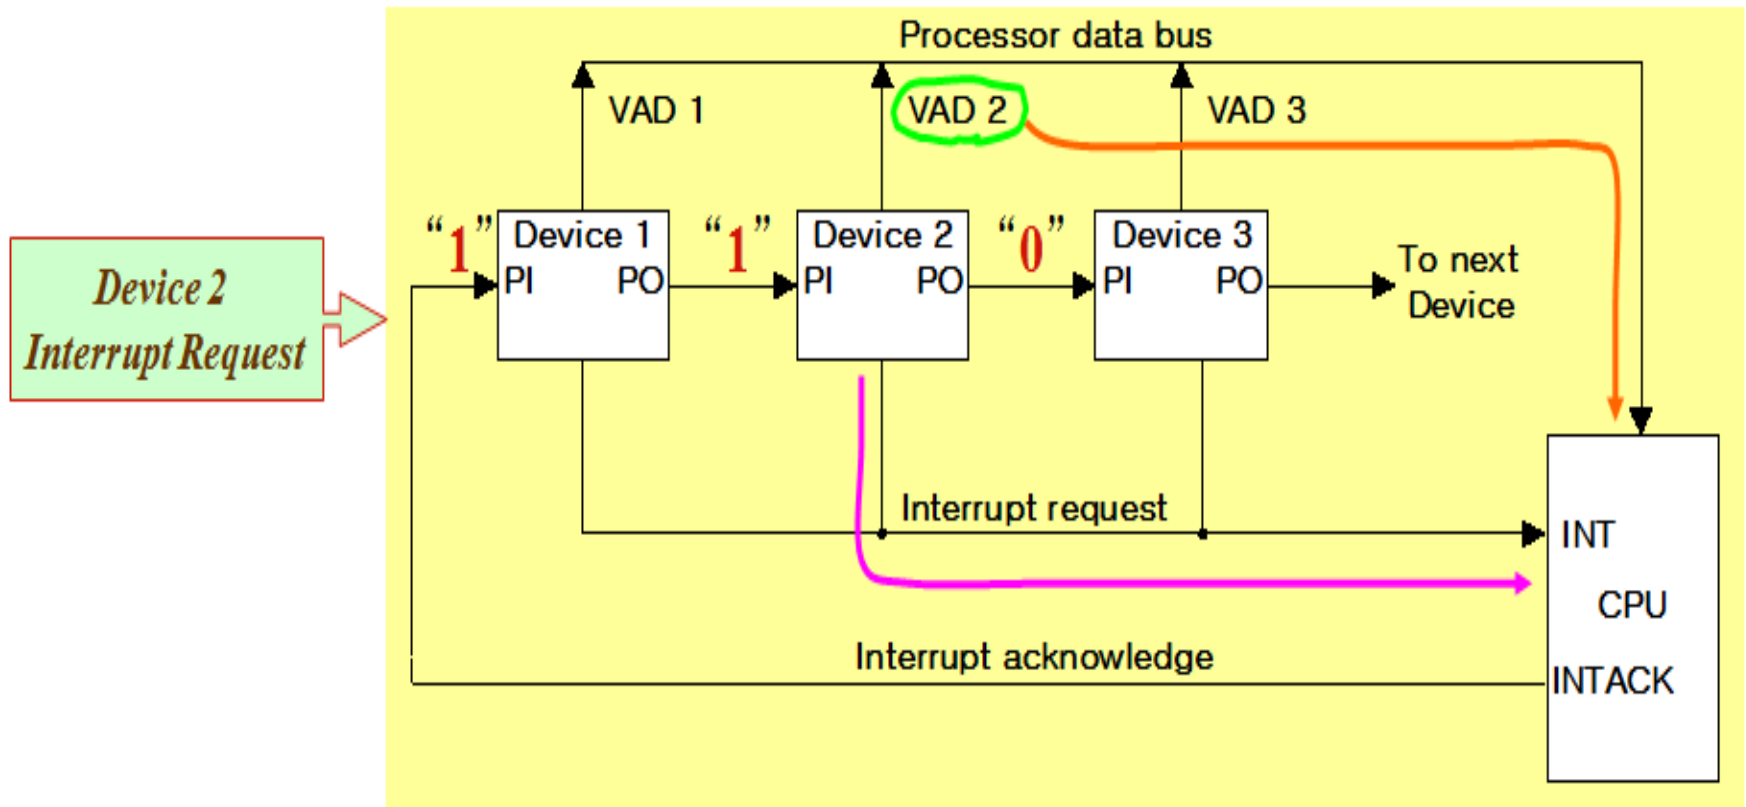 Processor data bus
VAD 1
VAD 2
VAD 3
“1”
Device 1
“1”
Device 2
“0”
Device 3
PI
PO
PI
PO
PI
PO
To next
Device
Device 2
Interrupt Request
Interrupt request
INT
CPU
Interrupt acknowledge
INTACK